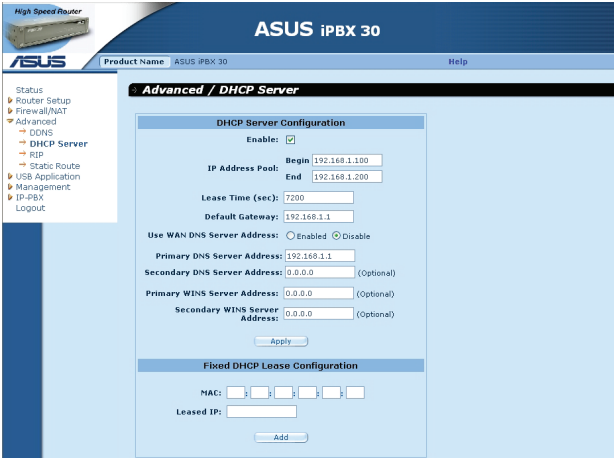 High Speed Router
ASUS iPBX 30
ASUS
Product Name ASUS iPBX 30 Help
Status
Router Setup
Firewall/NAT
Advanced
DDNS
DHCP Server
RIP
Static Route
USB Application
Management
IP-PBX
Logout
Advanced / DHCP Server
DHCP Server Configuration
Enable:
IP Address Pool: Begin 192.168.1.100
End 192.168.1.200
Lease Time (sec): 7200
Default Gateway: 192.168.1.1
Use WAN DNS Server Address: Enabled Disable
Primary DNS Server Address: 192.168.1.1
Secondary DNS Server Address: 0.0.0.0 (Optional)
Primary WINS Server Address: 0.0.0.0 (Optional)
Secondary WINS Server Address: 0.0.0.0 (Optional)
Apply
Fixed DHCP Lease Configuration
MAC: : : : : :
Leased IP:
Add